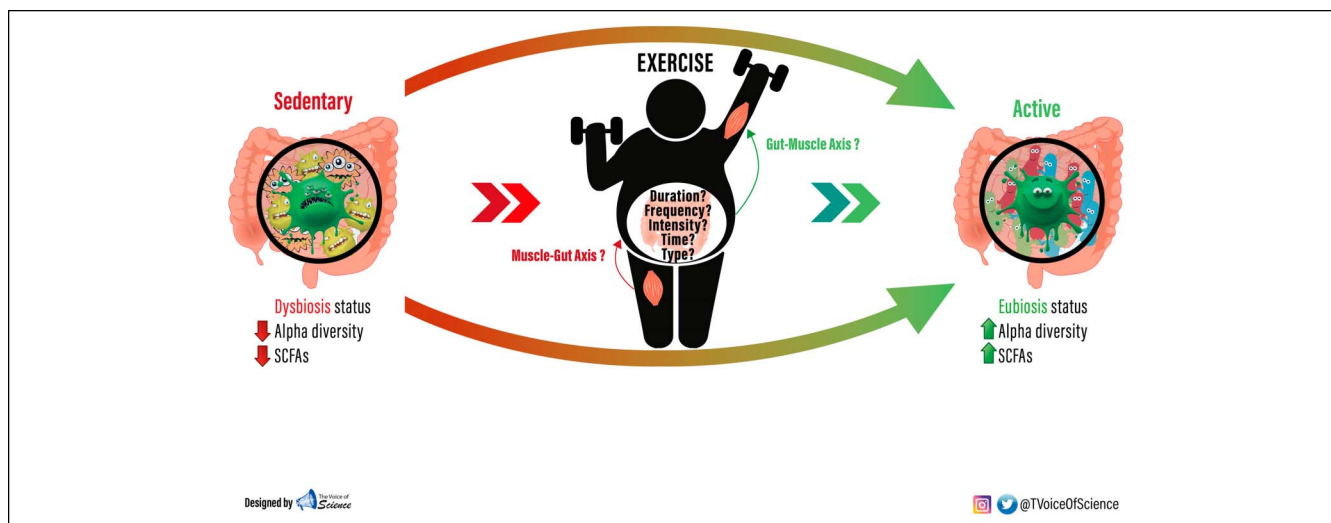 EXERCISE
Sedentary
Active
Gut-Muscle Axis ?
Duration?
Frequency?
Intensity?
Time?
Type?
Muscle-Gut Axis ?
Dysbiosis status
Alpha diversity
SCFAs
Eubiosis status
Alpha diversity
SCFAs
Designed by
The Voice of
Science
@TVoiceOfScience